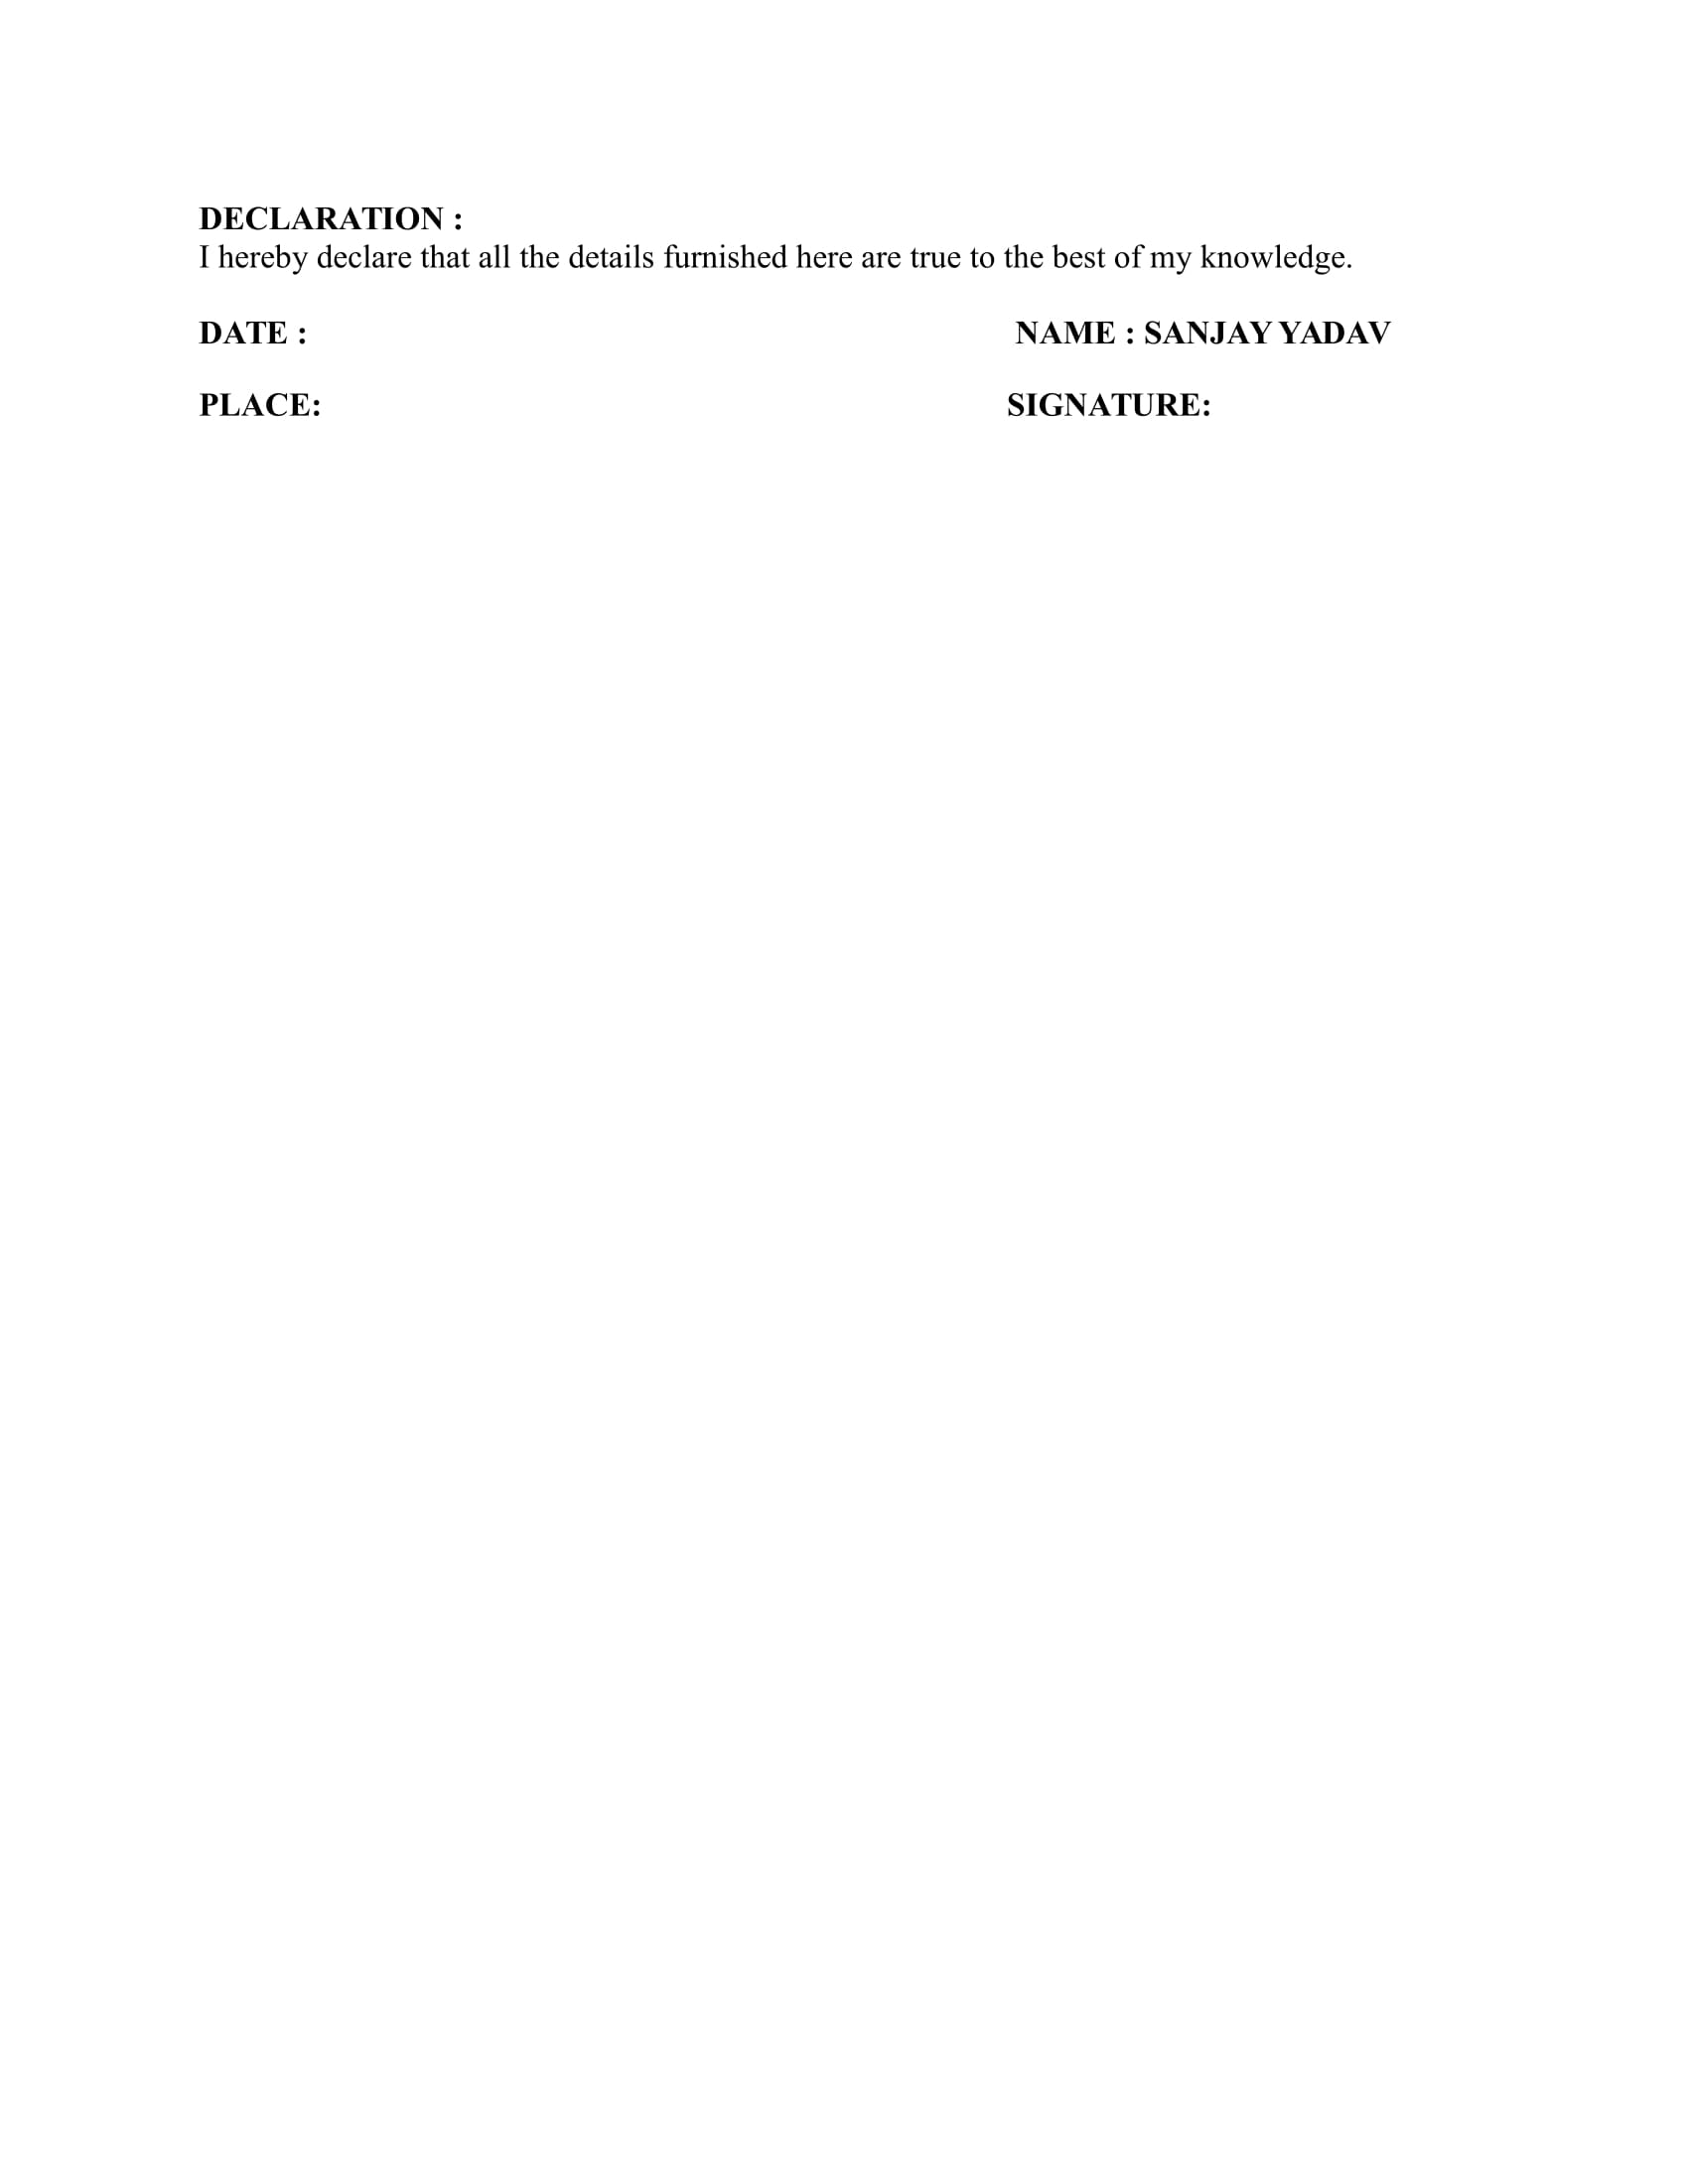 DECLARATION :
I hereby declare that all the details furnished here are true to the best of my knowledge.
DATE : NAME : SANJAY YADAV
PLACE: SIGNATURE: